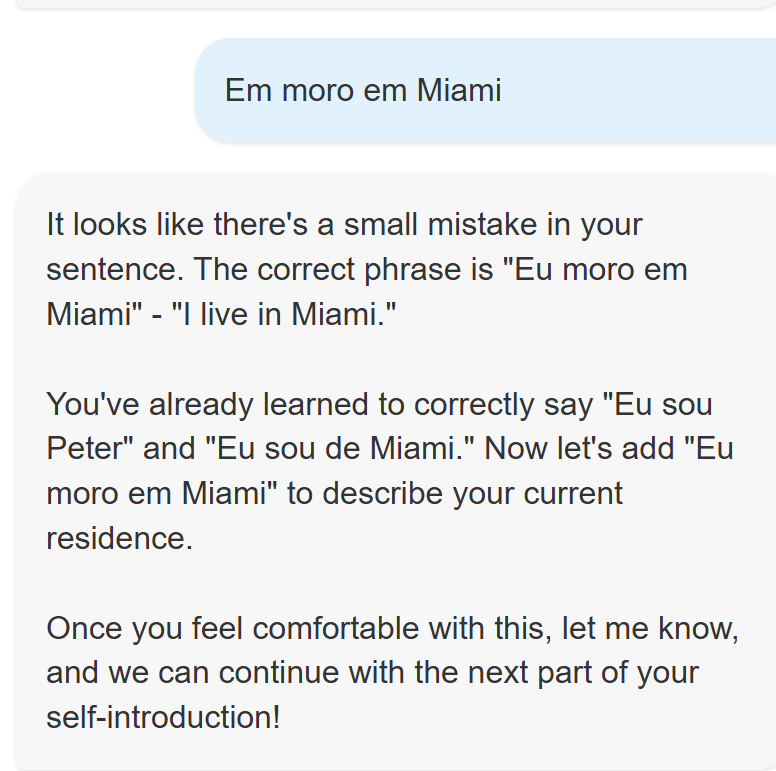 Em moro em Miami
It looks like there's a small mistake in your
sentence. The correct phrase is "Eu moro em
Miami" - "I live in Miami."
You've already learned to correctly say "Eu sou
Peter" and "Eu sou de Miami." Now let's add "Eu
moro em Miami" to describe your current
residence.
Once you feel comfortable with this, let me know,
and we can continue with the next part of your
self-introduction!